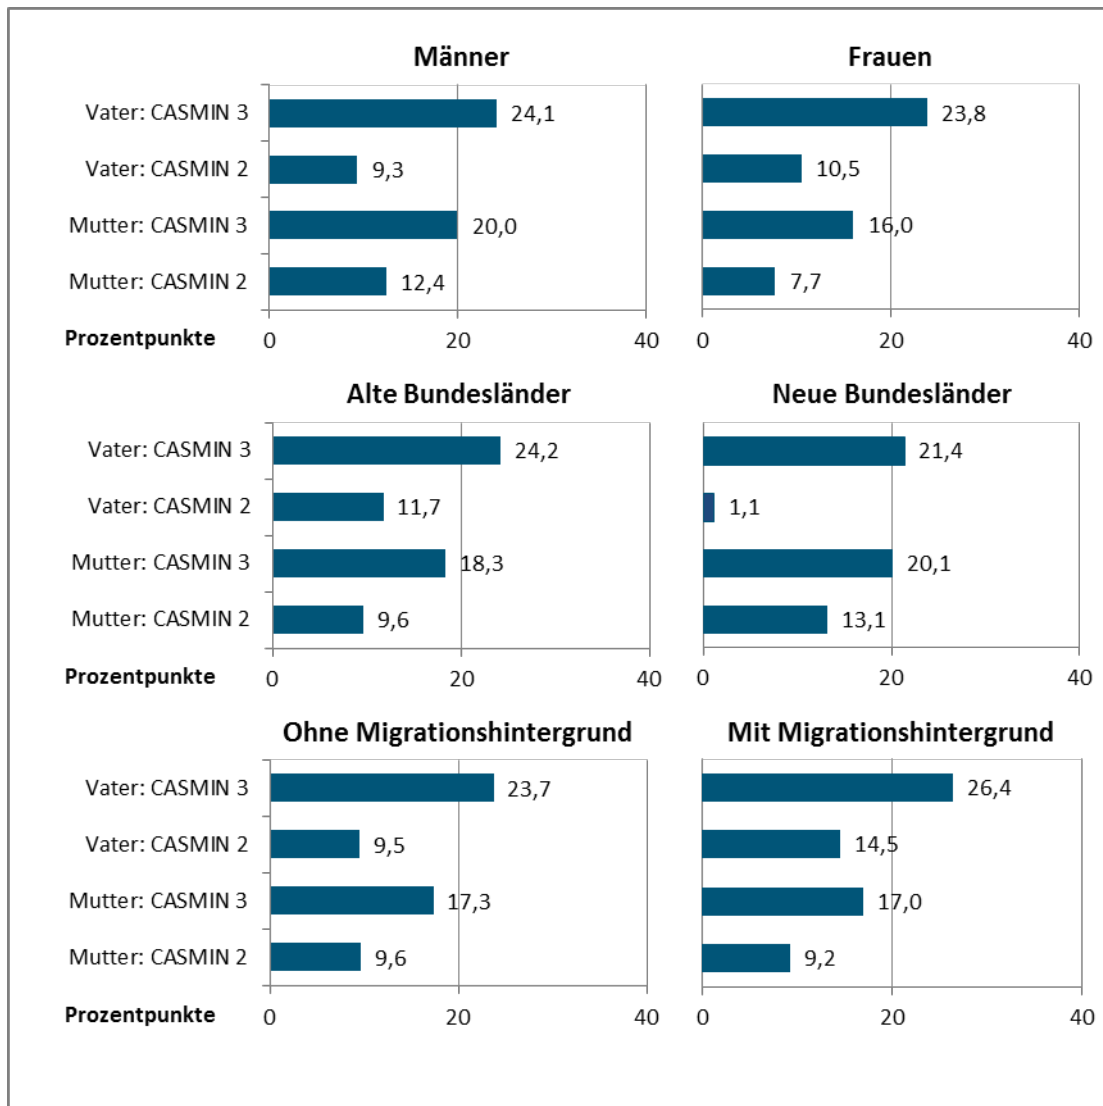 Männer
Frauen
Vater: CASMIN 3
24,1
23,8
Vater: CASMIN 2
9,3
10,5
Mutter: CASMIN 3
20,0
16,0
Mutter: CASMIN 2
12,4
7,7
Prozentpunkte
0
20
40
0
20
40
Alte Bundesländer
Neue Bundesländer
Vater: CASMIN 3
24,2
21,4
Vater: CASMIN 2
11,7
1,1
Mutter: CASMIN 3
18,3
20,1
Mutter: CASMIN 2
9,6
13,1
Prozentpunkte
0
20
40
0
20
40
Ohne Migrationshintergrund
Mit Migrationshintergrund
Vater: CASMIN 3
23,7
26,4
Vater: CASMIN 2
9,5
14,5
Mutter: CASMIN 3
17,3
17,0
Mutter: CASMIN 2
9,6
9,2
Prozentpunkte
0
20
40
0
20
40